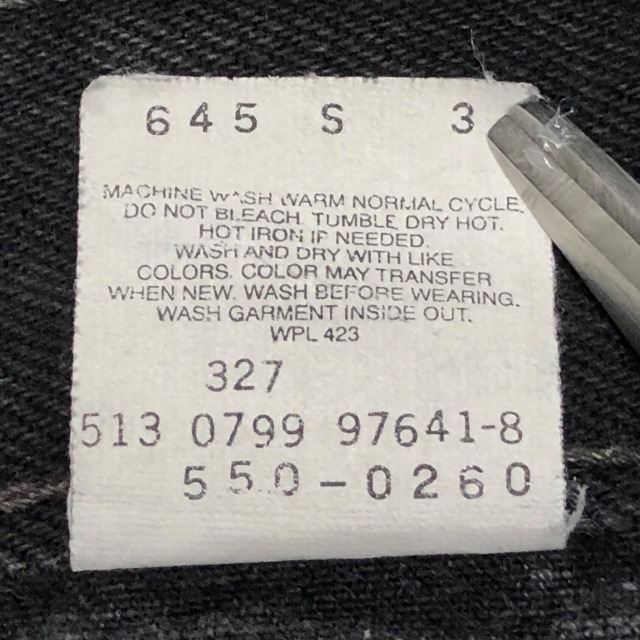 645 S 3
MACHINE WASH WARM NORMAL CYCLE.
DO NOT BLEACH. TUMBLE DRY HOT.
HOT IRON IF NEEDED.
WASH AND DRY WITH LIKE
COLORS. COLOR MAY TRANSFER
WHEN NEW. WASH BEFORE WEARING.
WASH GARMENT INSIDE OUT.
WPL 423
327
513 0799 97641-8
550-0260